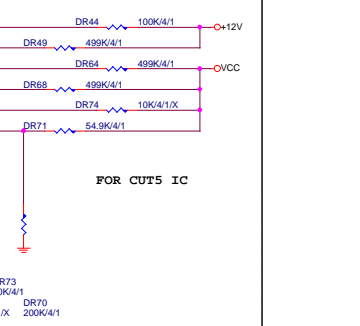 DR44 100K/4/1 +12V
DR49 499K/4/1
DR64 499K/4/1 VCC
DR68 499K/4/1
DR74 10K/4/1/X
DR71 54.9K/4/1
FOR CUT5 IC
R73
0K/4/1
DR70
/X 200K/4/1